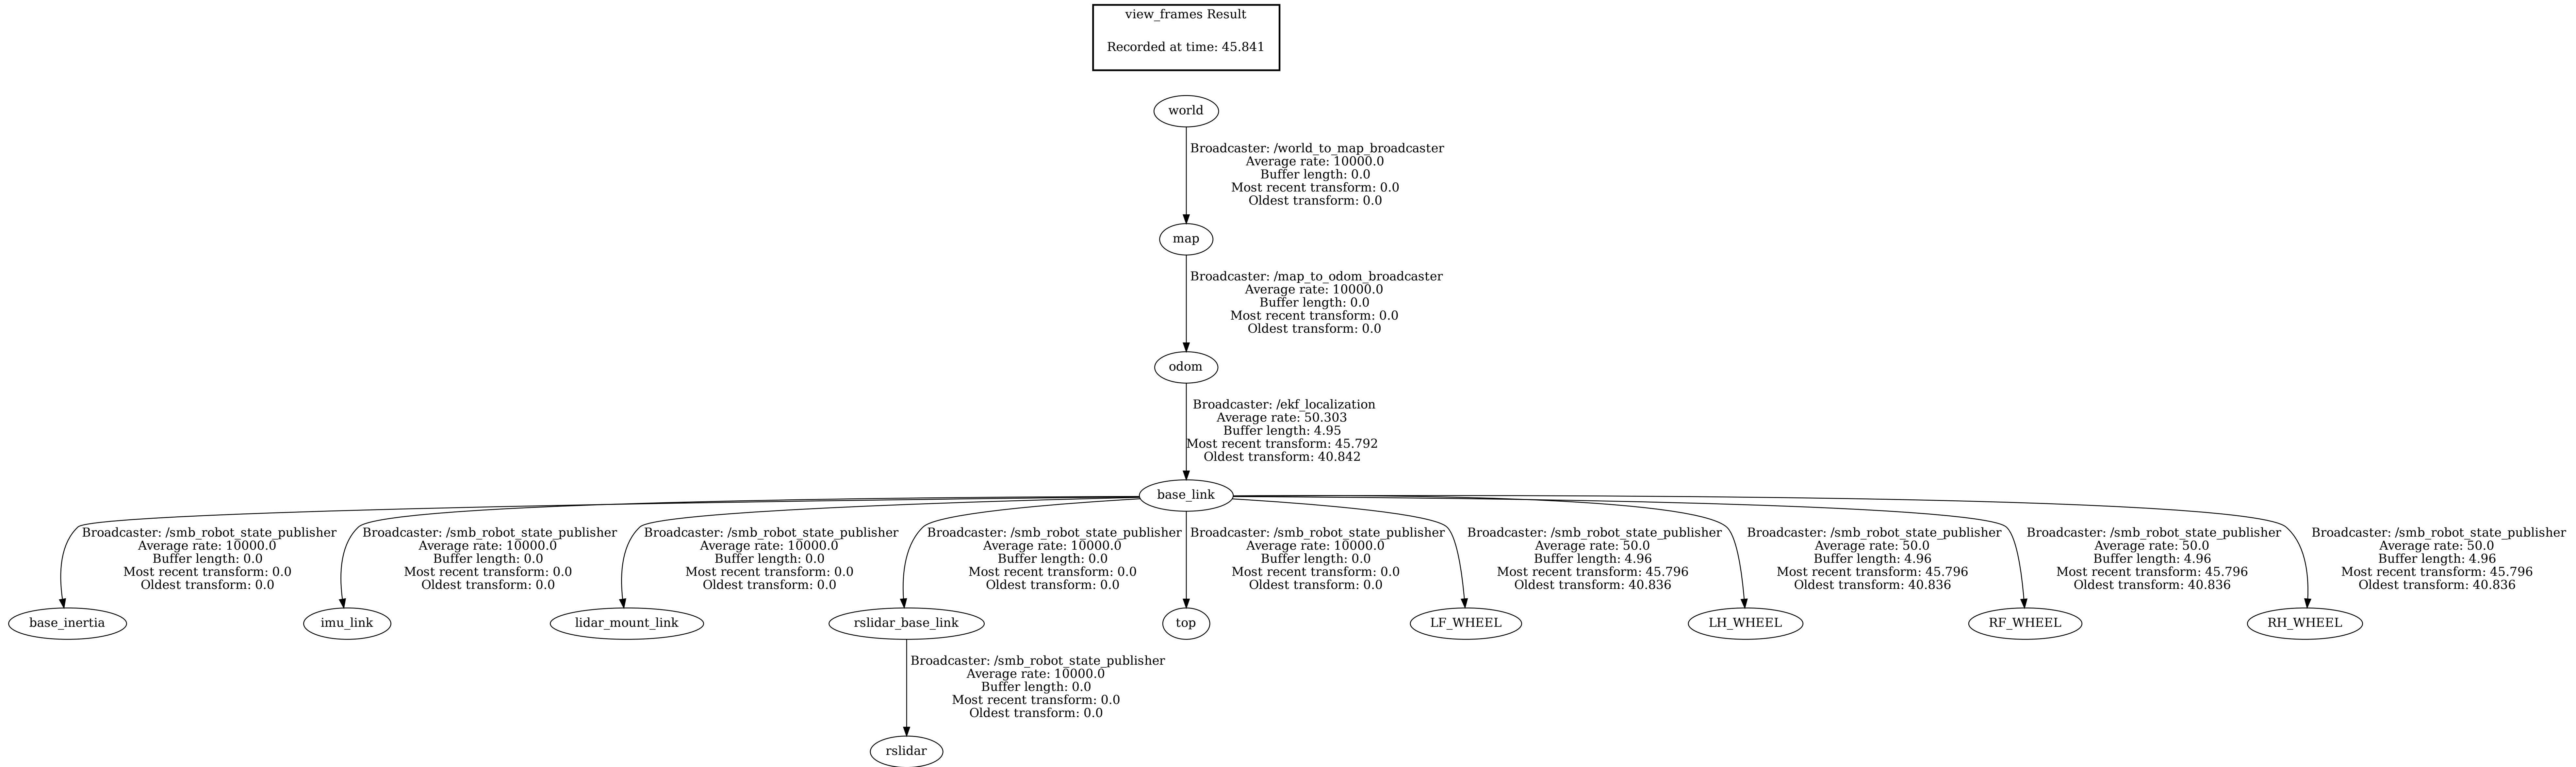 view_frames Result
Recorded at time: 45.841
world
Broadcaster: /world_to_map_broadcaster
Average rate: 10000.0
Buffer length: 0.0
Most recent transform: 0.0
Oldest transform: 0.0
map
Broadcaster: /map_to_odom_broadcaster
Average rate: 10000.0
Buffer length: 0.0
Most recent transform: 0.0
Oldest transform: 0.0
odom
Broadcaster: /ekf_localization
Average rate: 50.303
Buffer length: 4.95
Most recent transform: 45.792
Oldest transform: 40.842
base_link
Broadcaster: /smb_robot_state_publisher
Average rate: 10000.0
Buffer length: 0.0
Most recent transform: 0.0
Oldest transform: 0.0
Broadcaster: /smb_robot_state_publisher
Average rate: 10000.0
Buffer length: 0.0
Most recent transform: 0.0
Oldest transform: 0.0
Broadcaster: /smb_robot_state_publisher
Average rate: 10000.0
Buffer length: 0.0
Most recent transform: 0.0
Oldest transform: 0.0
Broadcaster: /smb_robot_state_publisher
Average rate: 10000.0
Buffer length: 0.0
Most recent transform: 0.0
Oldest transform: 0.0
Broadcaster: /smb_robot_state_publisher
Average rate: 10000.0
Buffer length: 0.0
Most recent transform: 0.0
Oldest transform: 0.0
Broadcaster: /smb_robot_state_publisher
Average rate: 50.0
Buffer length: 4.96
Most recent transform: 45.796
Oldest transform: 40.836
Broadcaster: /smb_robot_state_publisher
Average rate: 50.0
Buffer length: 4.96
Most recent transform: 45.796
Oldest transform: 40.836
Broadcaster: /smb_robot_state_publisher
Average rate: 50.0
Buffer length: 4.96
Most recent transform: 45.796
Oldest transform: 40.836
Broadcaster: /smb_robot_state_publisher
Average rate: 50.0
Buffer length: 4.96
Most recent transform: 45.796
Oldest transform: 40.836
base_inertia
imu_link
lidar_mount_link
rslidar_base_link
top
LF_WHEEL
LH_WHEEL
RF_WHEEL
RH_WHEEL
Broadcaster: /smb_robot_state_publisher
Average rate: 10000.0
Buffer length: 0.0
Most recent transform: 0.0
Oldest transform: 0.0
rslidar